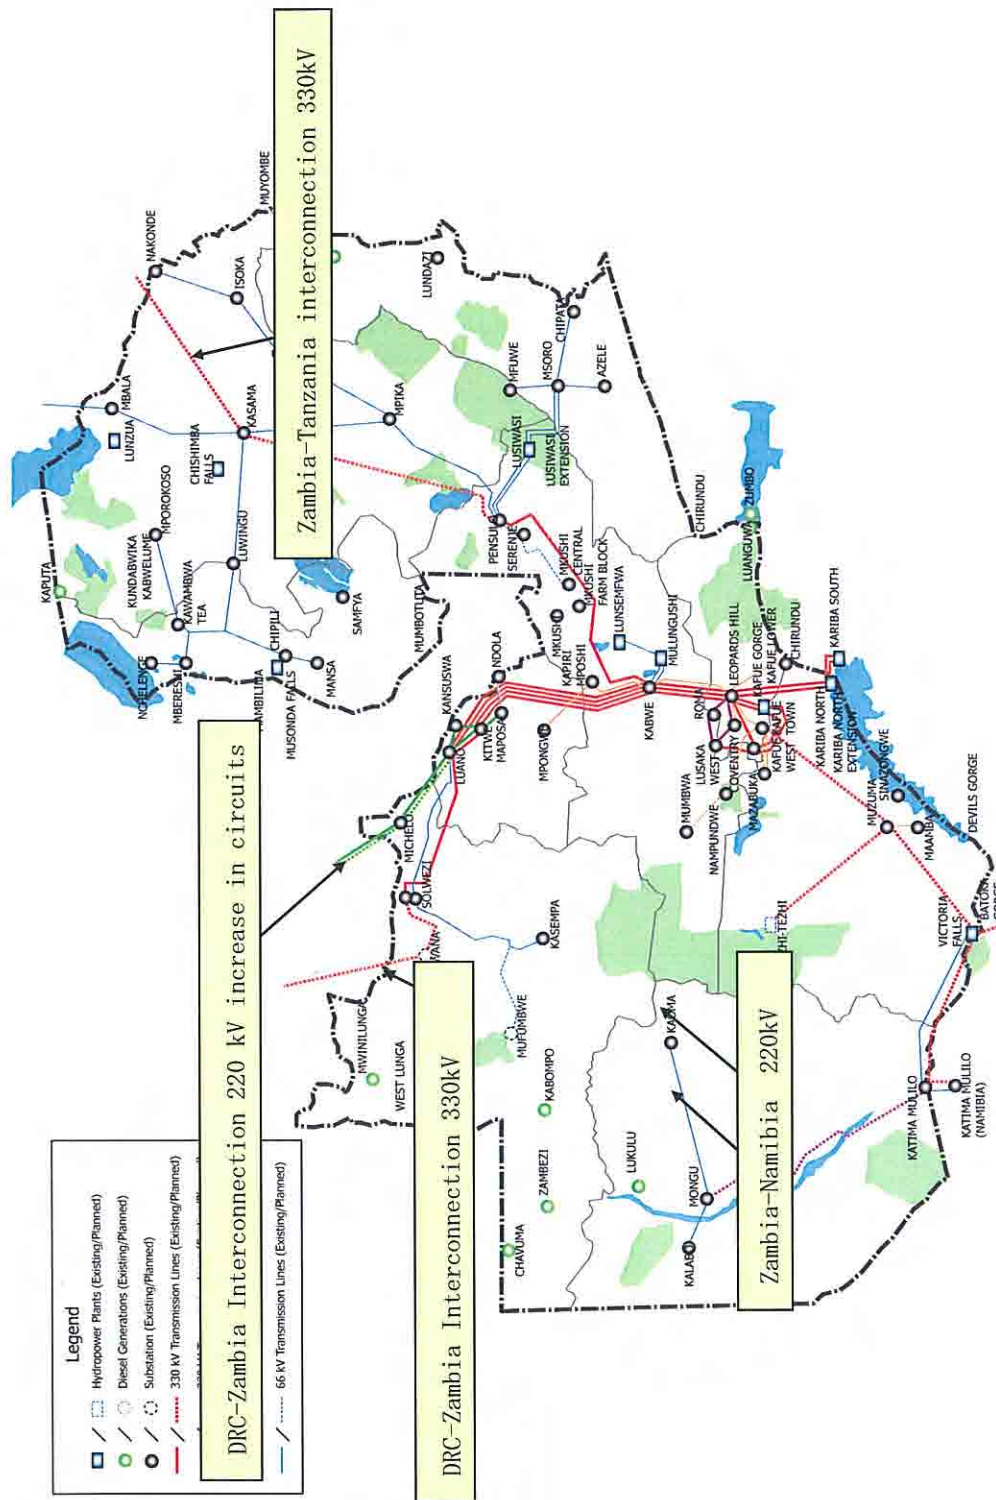 Legend
Hydropower Plants (Existing/Planned)
Diesel Generations (Existing/Planned)
Substation (Existing/Planned)
330 kV Transmission Lines (Existing/Planned)
66 kV Transmission Lines (Existing/Planned)
DRC-Zambia Interconnection 220 kV increase in circuits
DRC-Zambia Interconnection 330kV
Zambia-Namibia 220kV
Zambia-Tanzania interconnection 330kV
KAPUTA
NCHELENGE
MBERESHI
KUNDABWIKA
KABWELUME
KAWAMBWA
TEA
MPOROKOSO
LUNZUA
MBALA
CHISHIMBA
FALLS
KASAMA
LUWINGU
NAKONDE
ISOKA
MUYOMBE
CHIPILI
MUSONDA FALLS
MANSA
SAMFYA
MUMBOTUTA
MPIKA
LUNDAZI
MFUWE
MSORO
CHIPATA
AZELE
LUSIWASI
LUSIWASI
EXTENSION
PENSULO
SERENJE
MKUSHI
CENTRAL
MKUSHI
FARM BLOCK
MKUSHI
KAPIRI
MPOSHI
LUNSEMFWA
MULUNGUSHI
KABWE
NDOLA
KANSUSWA
LUANO
KITWE
MAPOSA
MPONGWE
MICHELO
SOLWEZI
KASEMPA
MUFUMBWE
MWINILUNGA
WEST LUNGA
KABOMPO
ZAMBEZI
CHAVUMA
LUKULU
MONGU
KAOMA
MUMBWA
NAMPUNDWE
LUSAKA
WEST
ROMA
COVENTRY
LEOPARDS HILL
KAFUE GORGE
KAFUE LOWER
CHIRUNDU
KAFUE
WEST
TOWN
MAZABUKA
LUANGUWA
ZUMBO
CHIRUNDU
KARIBA NORTH
KARIBA NORTH
EXTENSION
KARIBA SOUTH
SINAZONGWE
MUZUMA
MAAMBA
DEVILS GORGE
BATOKA
VICTORIA
FALLS
KATIMA MULILO
KATIMA MULILO
(NAMIBIA)